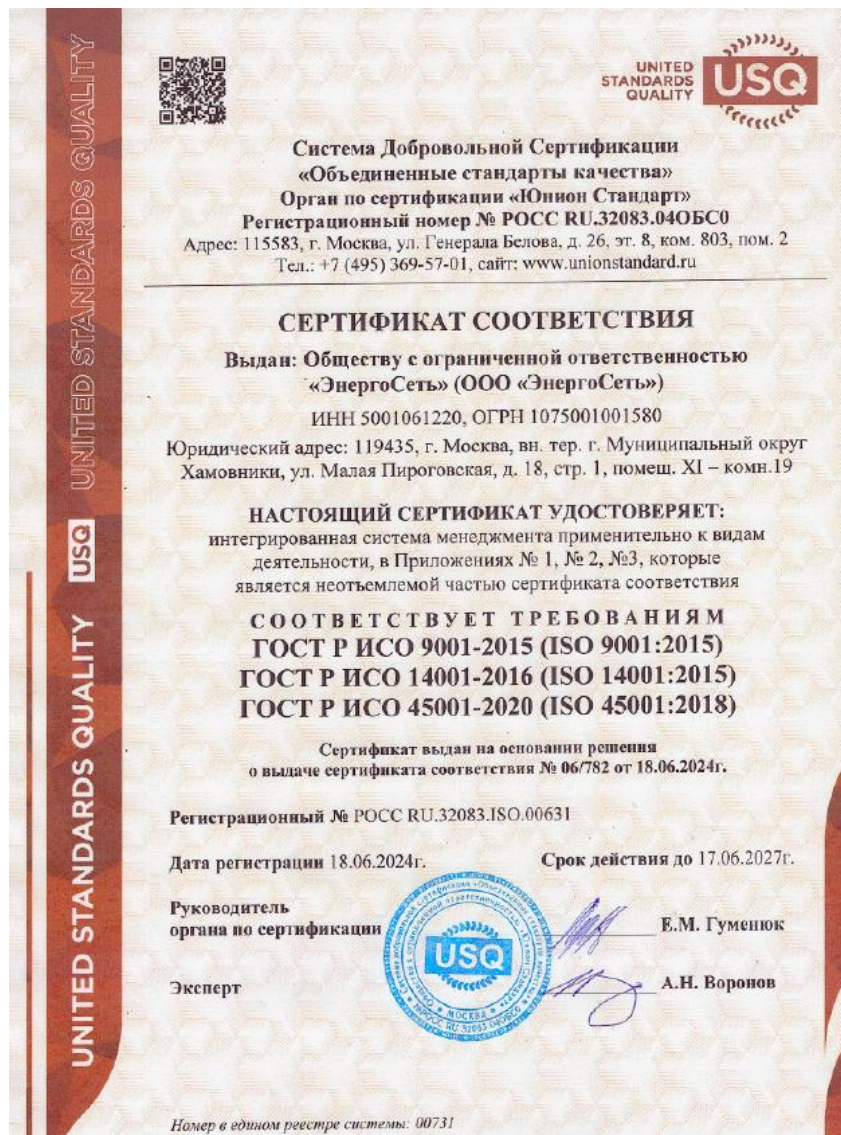 UNITED STANDARDS QUALITY USQ UNITED STANDARDS QUALITY
UNITED
STANDARDS
QUALITY
USQ
Система Добровольной Сертификации
«Объединенные стандарты качества»
Орган по сертификации «Юнион Стандарт»
Регистрационный номер № РОСС RU.32083.04ОБС0
Адрес: 115583, г. Москва, ул. Генерала Белова, д. 26, эт. 8, ком. 803, пом. 2
Тел.: +7 (495) 369-57-01, сайт: www.unionstandard.ru
СЕРТИФИКАТ СООТВЕТСТВИЯ
Выдан: Обществу с ограниченной ответственностью
«ЭнергоСеть» (ООО «ЭнергоСеть»)
ИНН 5001061220, ОГРН 1075001001580
Юридический адрес: 119435, г. Москва, вн. тер. г. Муниципальный округ
Хамовники, ул. Малая Пироговская, д. 18, стр. 1, помещ. XI – комн.19
НАСТОЯЩИЙ СЕРТИФИКАТ УДОСТОВЕРЯЕТ:
интегрированная система менеджмента применительно к видам
деятельности, в Приложениях № 1, № 2, №3, которые
является неотъемлемой частью сертификата соответствия
СООТВЕТСТВУЕТ ТРЕБОВАНИЯМ
ГОСТ Р ИСО 9001-2015 (ISO 9001:2015)
ГОСТ Р ИСО 14001-2016 (ISO 14001:2015)
ГОСТ Р ИСО 45001-2020 (ISO 45001:2018)
Сертификат выдан на основании решения
о выдаче сертификата соответствия № 06/782 от 18.06.2024г.
Регистрационный № РОСС RU.32083.ISO.00631
Дата регистрации 18.06.2024г. Срок действия до 17.06.2027г.
Руководитель
органа по сертификации Е.М. Гуменюк
USQ
МОСКВА
Эксперт А.Н. Воронов
Номер в едином реестре системы: 00731